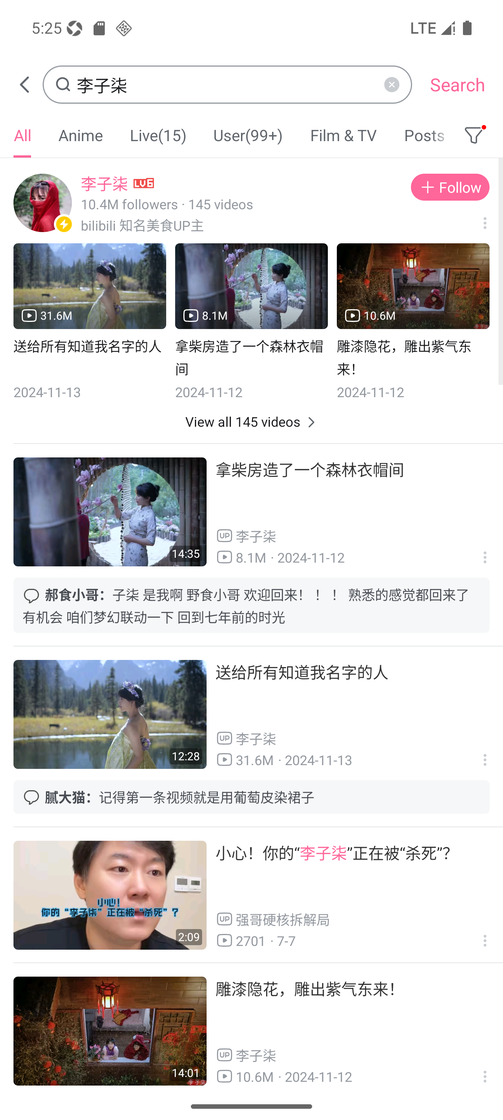 5:25
LTE
李子柒
Search
All
Anime
Live(15)
User(99+)
Film & TV
Posts
李子柒 LV6
10.4M followers · 145 videos
bilibili 知名美食UP主
+ Follow
31.6M
8.1M
10.6M
送给所有知道我名字的人
拿柴房造了一个森林衣帽间
雕漆隐花，雕出紫气东来！
2024-11-13
2024-11-12
2024-11-12
View all 145 videos
14:35
拿柴房造了一个森林衣帽间
UP 李子柒
8.1M · 2024-11-12
郝食小哥：子柒 是我啊 野食小哥 欢迎回来！ ！ ！ 熟悉的感觉都回来了
有机会 咱们梦幻联动一下 回到七年前的时光
12:28
送给所有知道我名字的人
UP 李子柒
31.6M · 2024-11-13
腻大猫：记得第一条视频就是用葡萄皮染裙子
小心！
你的“李子柒”正在被“杀死”？
2:09
小心！你的“李子柒”正在被“杀死”？
UP 强哥硬核拆解局
2701 · 7-7
14:01
雕漆隐花，雕出紫气东来！
UP 李子柒
10.6M · 2024-11-12